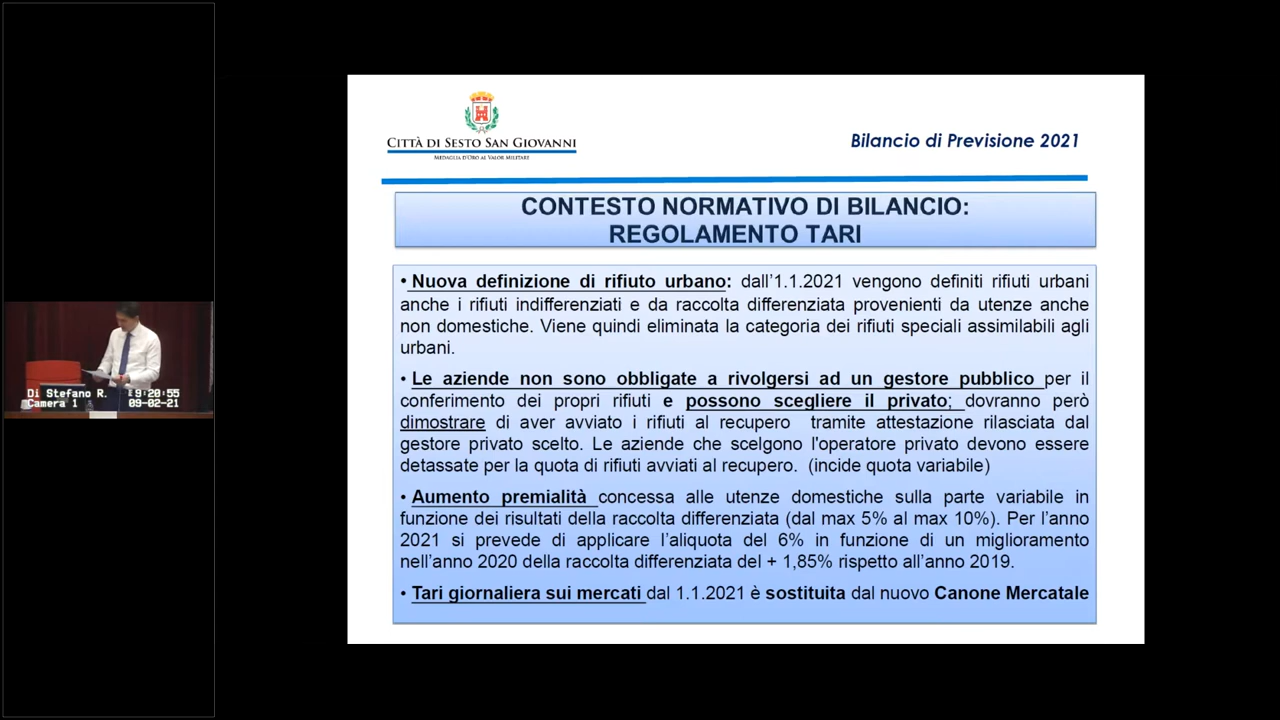 CITTÀ DI SESTO SAN GIOVANNI
MEDAGLIA D'ORO AL VALOR MILITARE
Bilancio di Previsione 2021
CONTESTO NORMATIVO DI BILANCIO:
REGOLAMENTO TARI
• Nuova definizione di rifiuto urbano: dall'1.1.2021 vengono definiti rifiuti urbani
anche i rifiuti indifferenziati e da raccolta differenziata provenienti da utenze anche
non domestiche. Viene quindi eliminata la categoria dei rifiuti speciali assimilabili agli
urbani.
• Le aziende non sono obbligate a rivolgersi ad un gestore pubblico per il
conferimento dei propri rifiuti e possono scegliere il privato; dovranno però
dimostrare di aver avviato i rifiuti al recupero tramite attestazione rilasciata dal
gestore privato scelto. Le aziende che scelgono l'operatore privato devono essere
detassate per la quota di rifiuti avviati al recupero. (incide quota variabile)
• Aumento premialità concessa alle utenze domestiche sulla parte variabile in
funzione dei risultati della raccolta differenziata (dal max 5% al max 10%). Per l'anno
2021 si prevede di applicare l'aliquota del 6% in funzione di un miglioramento
nell'anno 2020 della raccolta differenziata del + 1,85% rispetto all'anno 2019.
• Tari giornaliera sui mercati dal 1.1.2021 è sostituita dal nuovo Canone Mercatale
Di Stefano R. 19:20:55
Camera 1 09-02-21